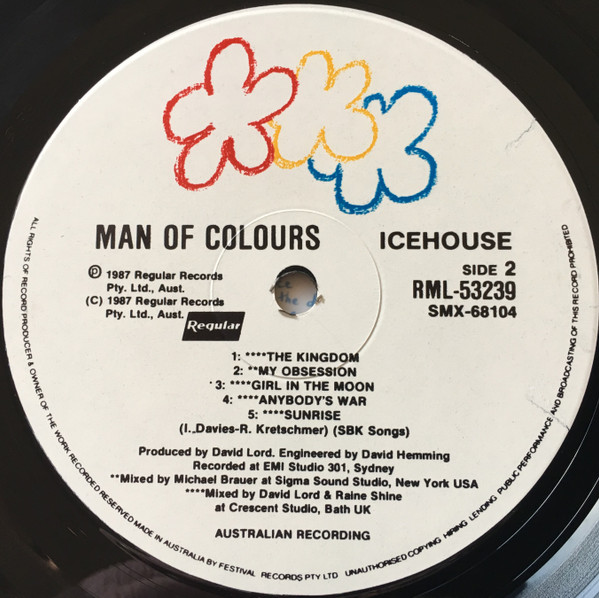 MAN OF COLOURS ICEHOUSE
℗ 1987 Regular Records
Pty. Ltd., Aust.
(C) 1987 Regular Records
Pty. Ltd., Aust.
Regular
SIDE 2
RML-53239
SMX-68104
1: ****THE KINGDOM
2: **MY OBSESSION
3: ****GIRL IN THE MOON
4: ****ANYBODY'S WAR
5: ****SUNRISE
(I. Davies-R. Kretschmer) (SBK Songs)
Produced by David Lord. Engineered by David Hemming
Recorded at EMI Studio 301, Sydney
**Mixed by Michael Brauer at Sigma Sound Studio, New York USA
****Mixed by David Lord & Raine Shine
at Crescent Studio, Bath UK
AUSTRALIAN RECORDING
ALL RIGHTS OF RECORD PRODUCER & OWNER OF THE WORK RECORDED RESERVED MADE IN AUSTRALIA BY FESTIVAL RECORDS PTY LTD UNAUTHORISED COPYING HIRING LENDING PUBLIC PERFORMANCE AND BROADCASTING OF THIS RECORD PROHIBITED